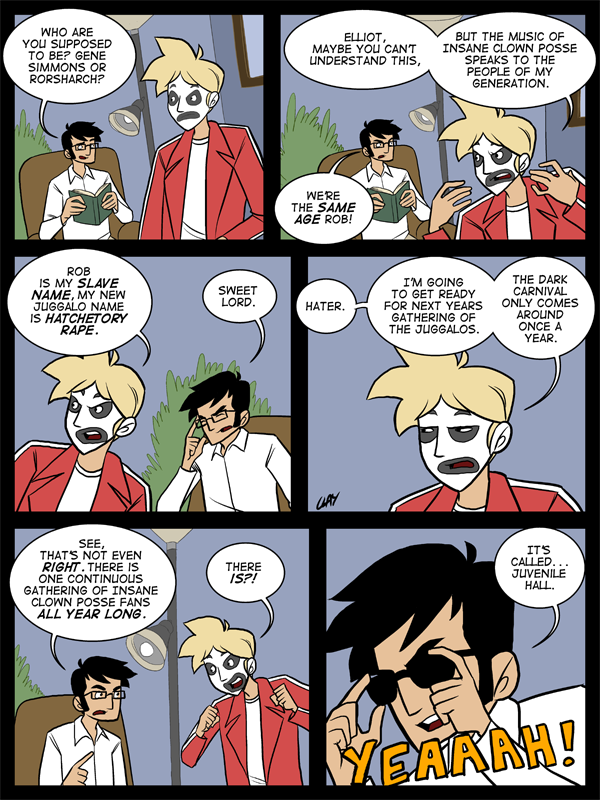 WHO ARE
YOU SUPPOSED
TO BE? GENE
SIMMONS OR
RORSHARCH?
ELLIOT,
MAYBE YOU CAN'T
UNDERSTAND THIS,
BUT THE MUSIC OF
INSANE CLOWN POSSE
SPEAKS TO THE
PEOPLE OF MY
GENERATION.
WE'RE
THE SAME
AGE ROB!
ROB
IS MY SLAVE
NAME, MY NEW
JUGGALO NAME
IS HATCHETORY
RAPE.
SWEET
LORD.
HATER.
I'M GOING
TO GET READY
FOR NEXT YEARS
GATHERING OF
THE JUGGALOS.
THE DARK
CARNIVAL
ONLY COMES
AROUND
ONCE A
YEAR.
CLAY
SEE,
THAT'S NOT EVEN
RIGHT. THERE IS
ONE CONTINUOUS
GATHERING OF INSANE
CLOWN POSSE FANS
ALL YEAR LONG.
THERE
IS?!
IT'S
CALLED...
JUVENILE
HALL.
YEAAAH!